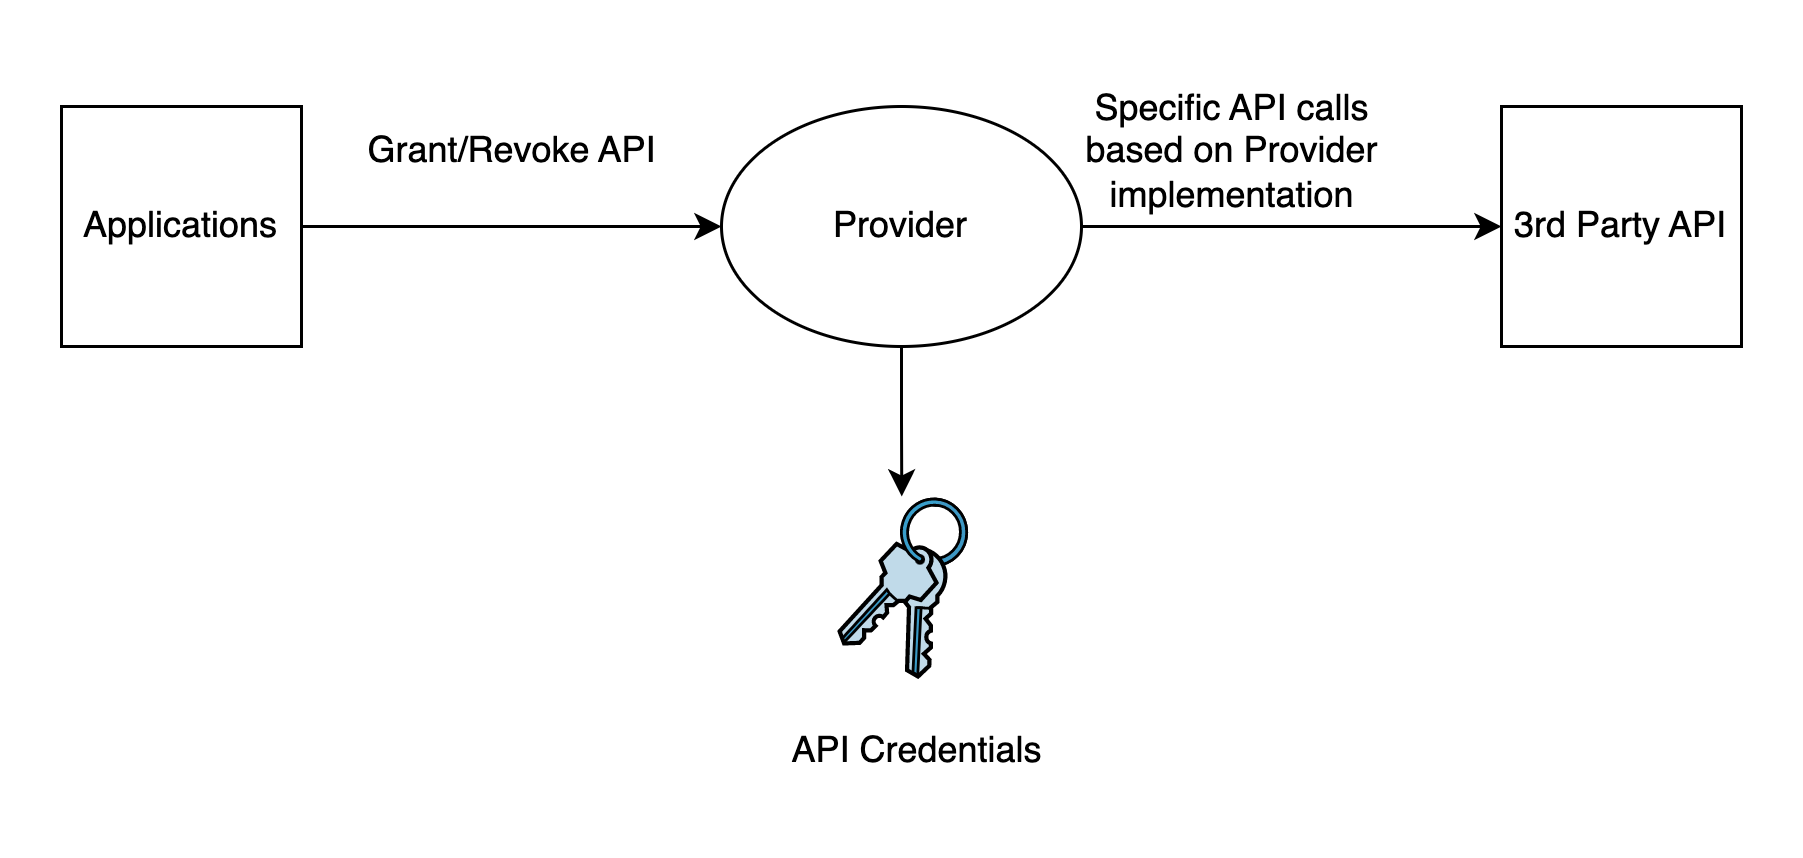 Applications
Grant/Revoke API
Provider
Specific API calls
based on Provider
implementation
3rd Party API
API Credentials